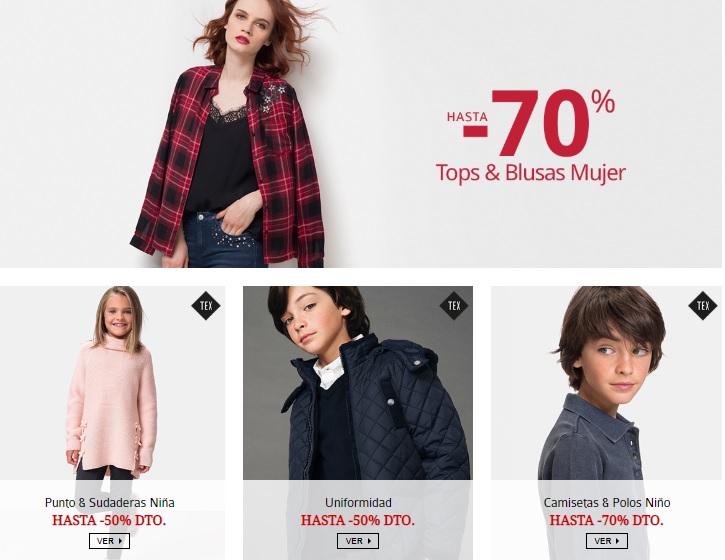 HASTA -70%
Tops & Blusas Mujer
TEX
TEX
TEX
Punto & Sudaderas Niña
HASTA -50% DTO.
VER
Uniformidad
HASTA -50% DTO.
VER
Camisetas & Polos Niño
HASTA -70% DTO.
VER